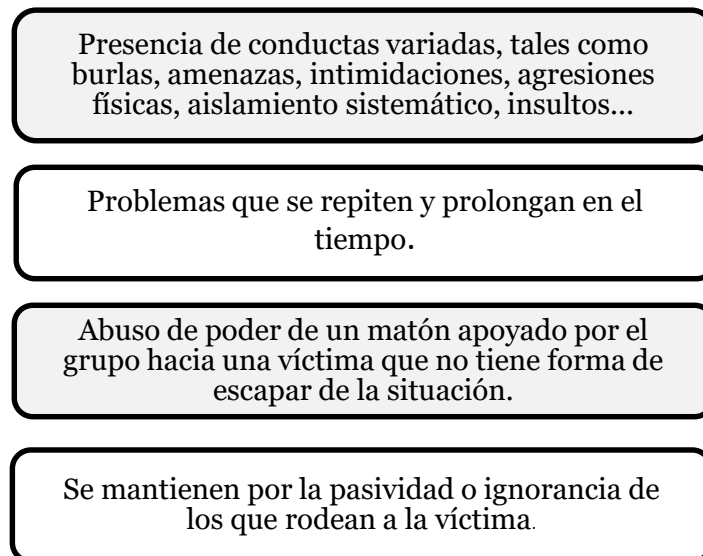 Presencia de conductas variadas, tales como
burlas, amenazas, intimidaciones, agresiones
físicas, aislamiento sistemático, insultos...
Problemas que se repiten y prolongan en el
tiempo.
Abuso de poder de un matón apoyado por el
grupo hacia una víctima que no tiene forma de
escapar de la situación.
Se mantienen por la pasividad o ignorancia de
los que rodean a la víctima.